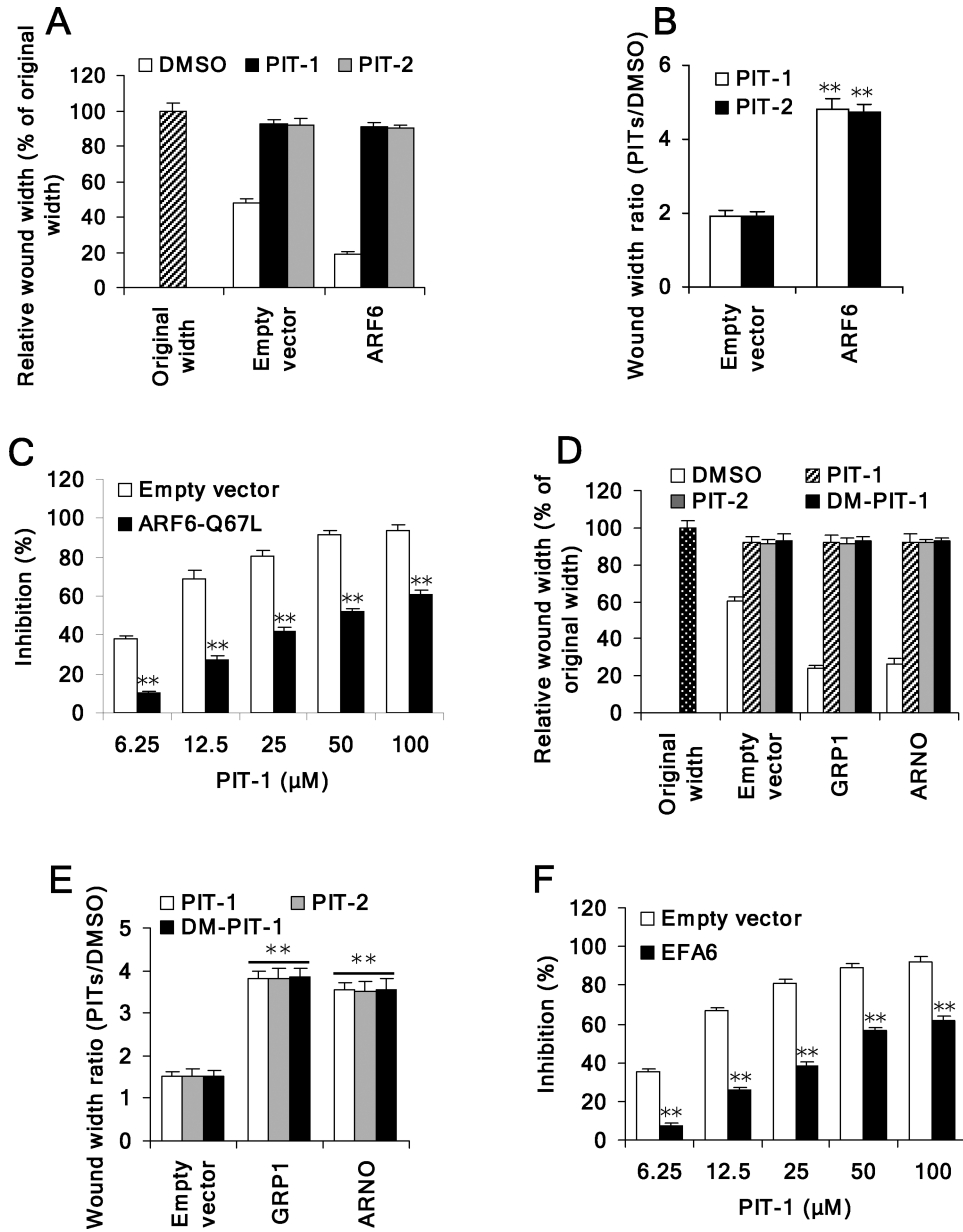 A
Relative wound width (% of original width)
DMSO PIT-1 PIT-2
120
100
80
60
40
20
0
Original width
Empty vector
ARF6
B
Wound width ratio (PITs/DMSO)
PIT-1
PIT-2
6
4
2
0
** **
Empty vector
ARF6
C
Inhibition (%)
Empty vector
ARF6-Q67L
120
100
80
60
40
20
0
** ** ** ** **
6.25 12.5 25 50 100
PIT-1 (µM)
D
Relative wound width (% of original width)
DMSO PIT-1
PIT-2 DM-PIT-1
120
100
80
60
40
20
0
Original width
Empty vector
GRP1
ARNO
E
Wound width ratio (PITs/DMSO)
PIT-1 PIT-2
DM-PIT-1
5
4
3
2
1
0
** **
Empty vector
GRP1
ARNO
F
Inhibition (%)
Empty vector
EFA6
120
100
80
60
40
20
0
** ** ** ** **
6.25 12.5 25 50 100
PIT-1 (µM)